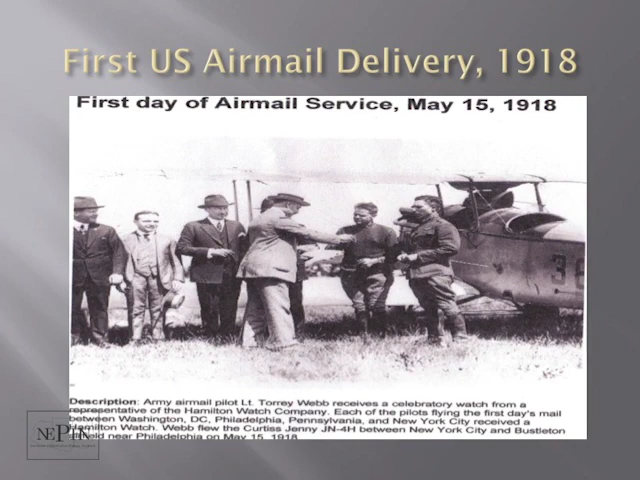 First US Airmail Delivery, 1918
First day of Airmail Service, May 15, 1918
Description: Army airmail pilot Lt. Torrey Webb receives a celebratory watch from a
representative of the Hamilton Watch Company. Each of the pilots flying the first day's mail
between Washington, DC, Philadelphia, Pennsylvania, and New York City received a
Hamilton Watch. Webb flew the Curtiss Jenny JN-4H between New York City and Bustleton
airfield near Philadelphia on May 15, 1918
NEPTN